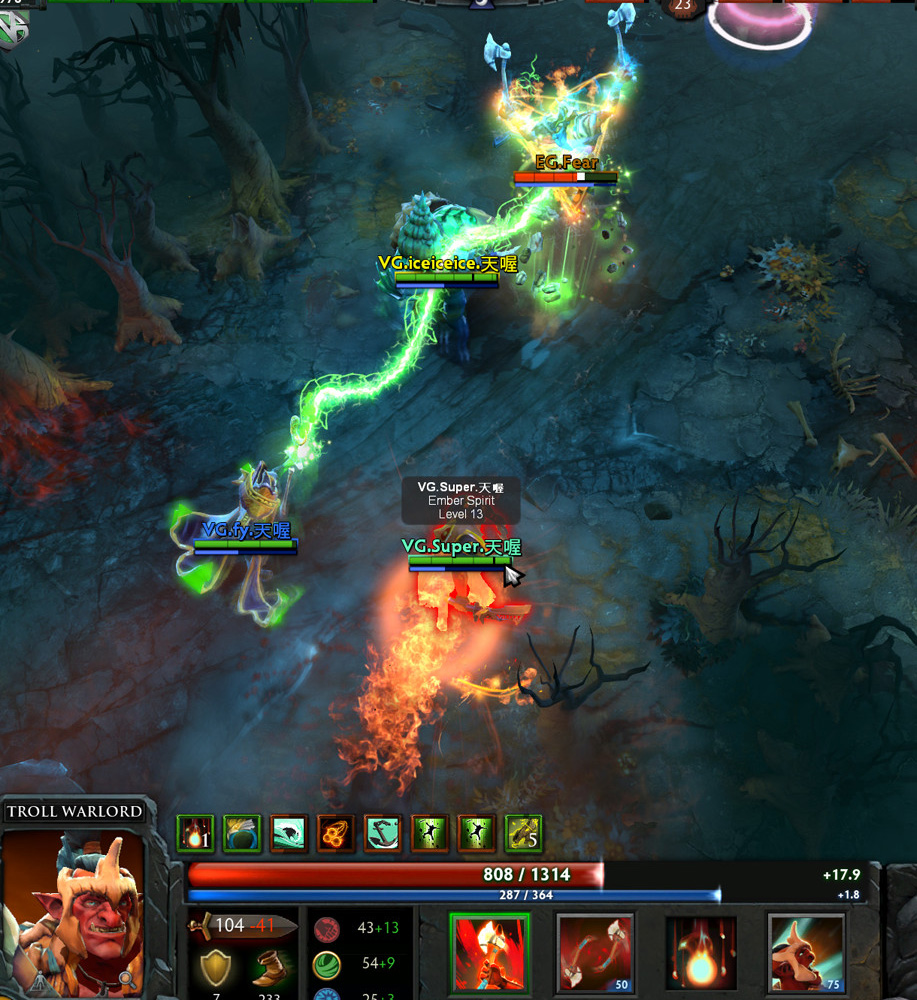 23
EG.Fear
VG.iceiceice.天喔
VG.Super.天喔
Ember Spirit
Level 13
VG.fy.天喔
VG.Super.天喔
TROLL WARLORD
1
5
808 / 1314
+17.9
287 / 364
+1.8
104 -41
43+13
54+9
7
233
25+3
50
75